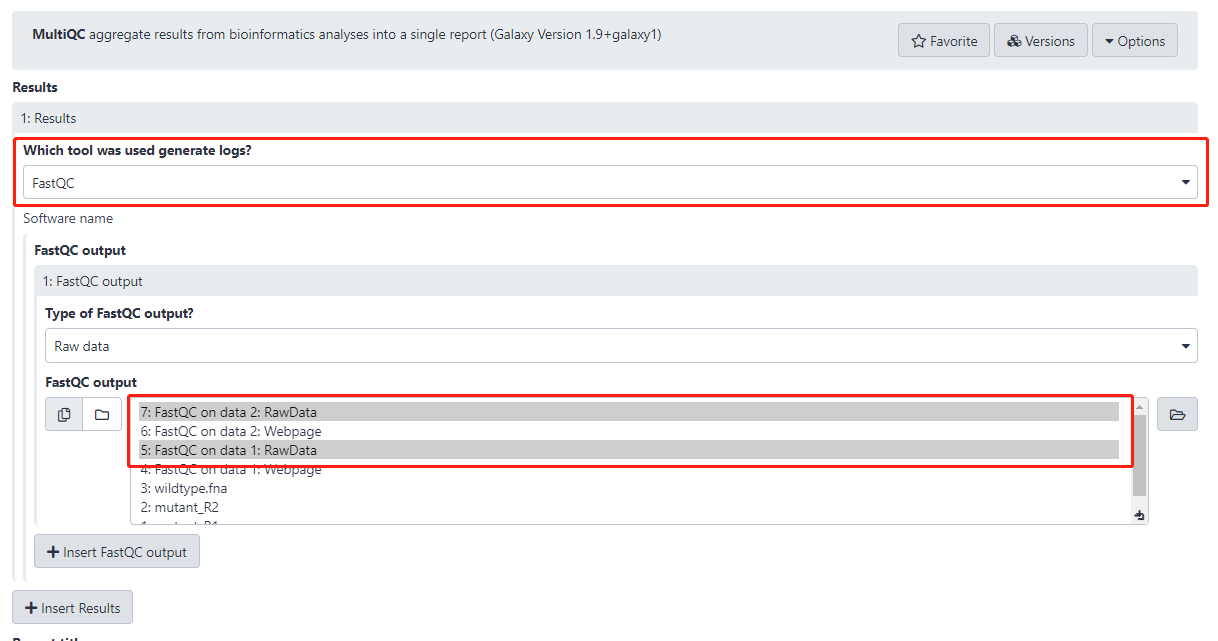 MultiQC aggregate results from bioinformatics analyses into a single report (Galaxy Version 1.9+galaxy1)
Favorite
Versions
Options
Results
1: Results
Which tool was used generate logs?
FastQC
Software name
FastQC output
1: FastQC output
Type of FastQC output?
Raw data
FastQC output
7: FastQC on data 2: RawData
6: FastQC on data 2: Webpage
5: FastQC on data 1: RawData
4: FastQC on data 1: Webpage
3: wildtype.fna
2: mutant_R2
Insert FastQC output
Insert Results